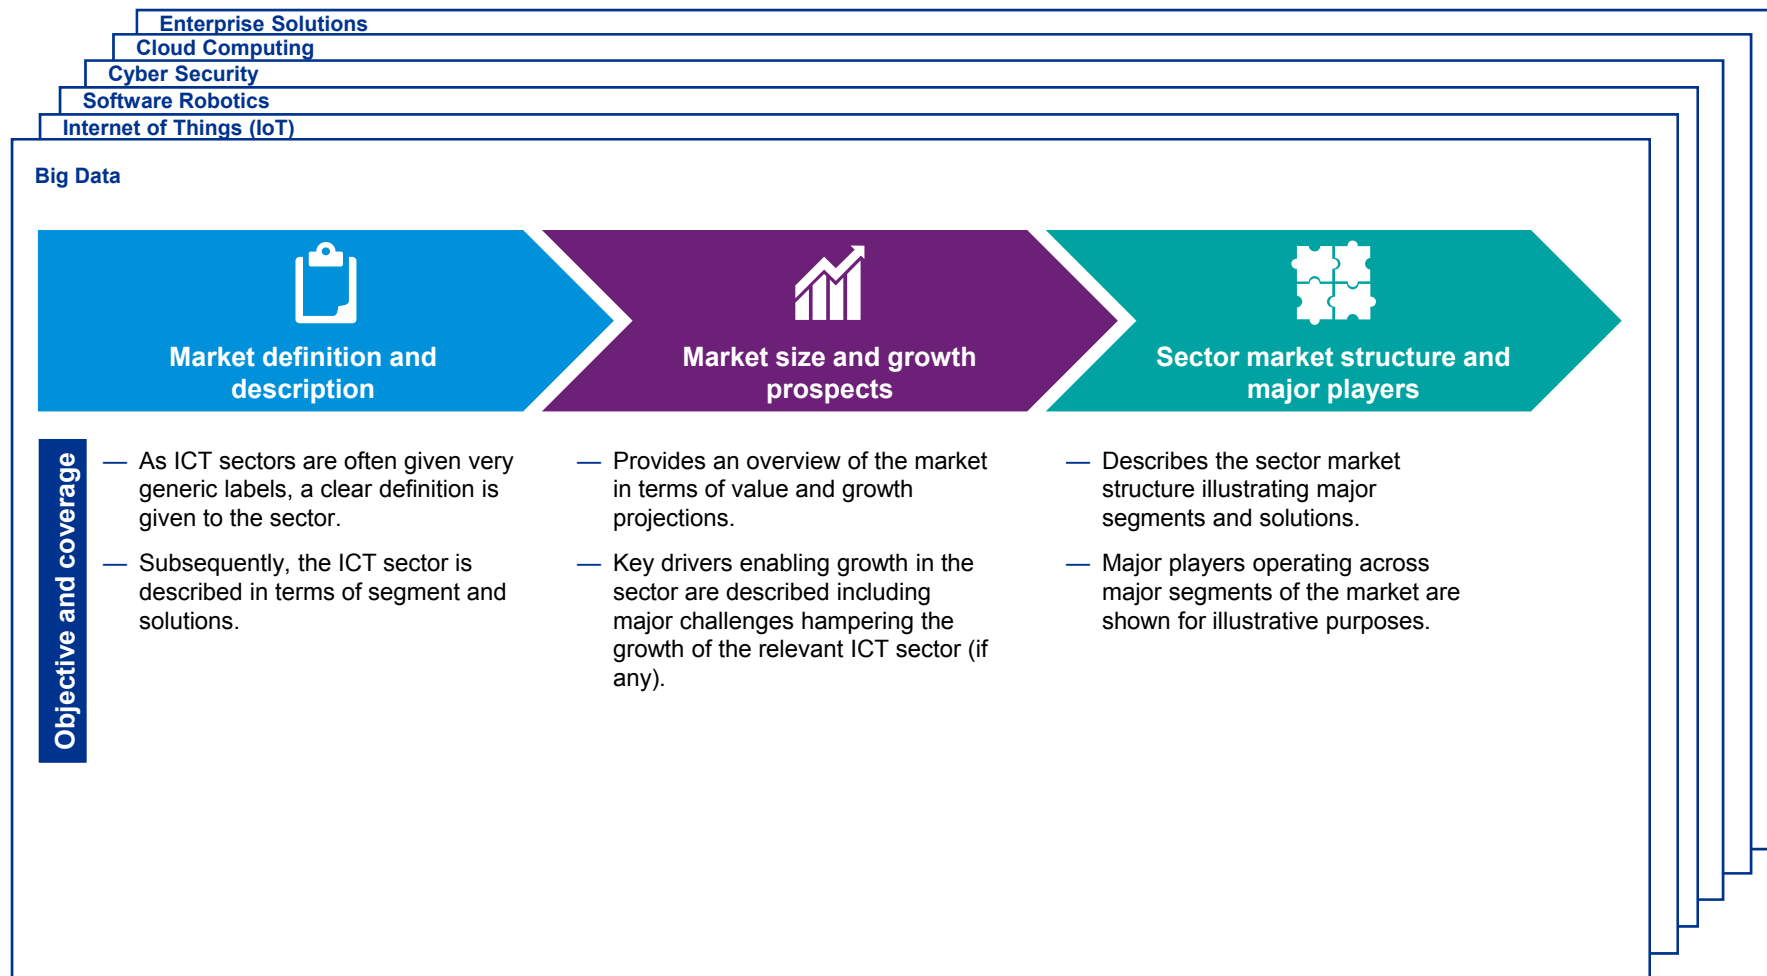 Enterprise Solutions
Cloud Computing
Cyber Security
Software Robotics
Internet of Things (IoT)
Big Data
Market definition and
description
Market size and growth
prospects
Sector market structure and
major players
Objective and coverage
— As ICT sectors are often given very
generic labels, a clear definition is
given to the sector.
— Subsequently, the ICT sector is
described in terms of segment and
solutions.
— Provides an overview of the market
in terms of value and growth
projections.
— Key drivers enabling growth in the
sector are described including
major challenges hampering the
growth of the relevant ICT sector (if
any).
— Describes the sector market
structure illustrating major
segments and solutions.
— Major players operating across
major segments of the market are
shown for illustrative purposes.